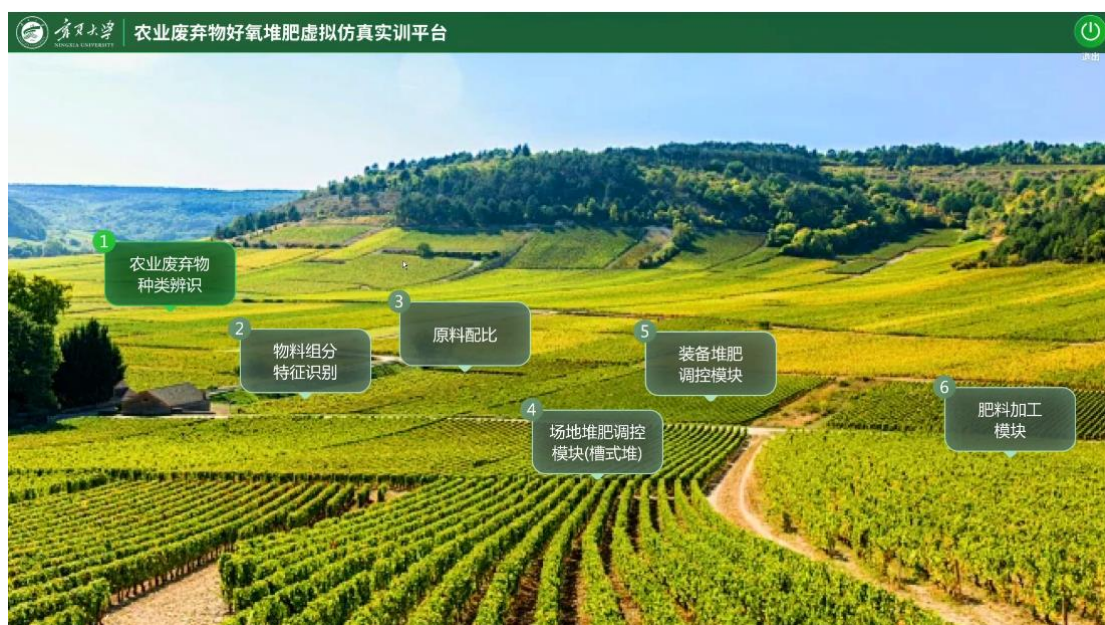 宁夏大学
NINGXIA UNIVERSITY
农业废弃物好氧堆肥虚拟仿真实训平台
退出
1
农业废弃物
种类辨识
2
物料组分
特征识别
3
原料配比
4
场地堆肥调控
模块(槽式堆)
5
装备堆肥
调控模块
6
肥料加工
模块